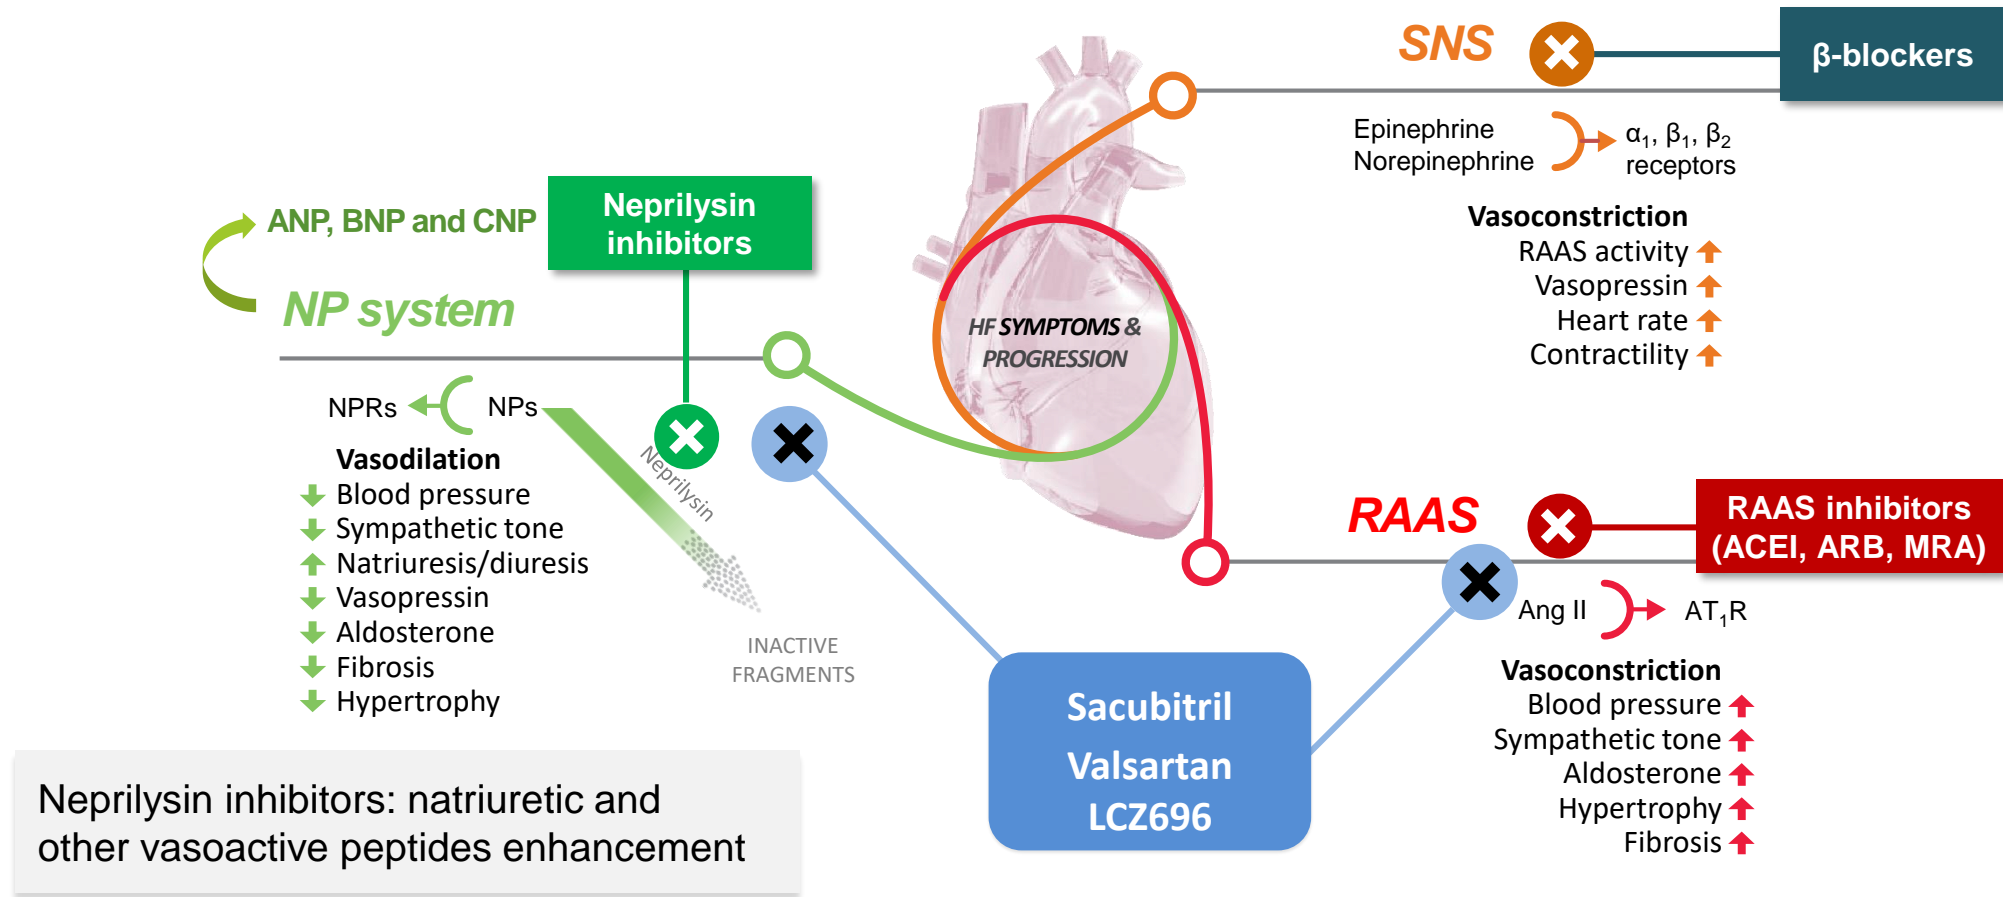 SNS
β-blockers
Epinephrine
Norepinephrine
α1, β1, β2
receptors
Vasoconstriction
RAAS activity
Vasopressin
Heart rate
Contractility
Neprilysin
inhibitors
ANP, BNP and CNP
NP system
HF SYMPTOMS &
PROGRESSION
NPRs
NPs
Neprilysin
Vasodilation
Blood pressure
Sympathetic tone
Natriuresis/diuresis
Vasopressin
Aldosterone
Fibrosis
Hypertrophy
INACTIVE
FRAGMENTS
RAAS
RAAS inhibitors
(ACEI, ARB, MRA)
Ang II
AT1R
Vasoconstriction
Blood pressure
Sympathetic tone
Aldosterone
Hypertrophy
Fibrosis
Sacubitril
Valsartan
LCZ696
Neprilysin inhibitors: natriuretic and
other vasoactive peptides enhancement